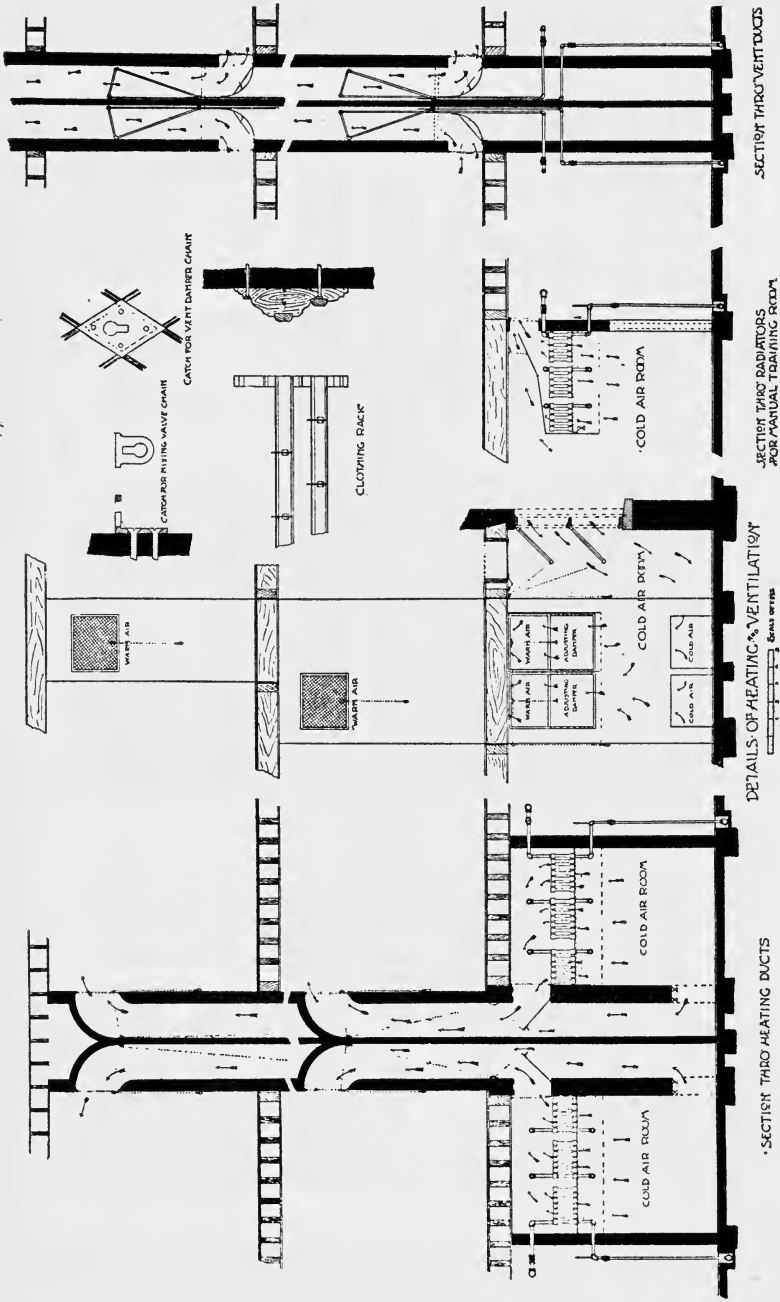 SECTION THRO' VENT DUCTS
CATCH FOR VENT DAMPER CHAIN
CATCH FOR MIXING VALVE CHAIN
CLOTHING RACK
COLD AIR ROOM
SECTION THRO' RADIATORS
FOR MANUAL TRAINING ROOM
WARM AIR
WARM AIR
COLD AIR ROOM
WARM AIR
WARM AIR
ADJUSTING
DAMPER
ADJUSTING
DAMPER
COLD AIR
COLD AIR
DETAILS OF HEATING & VENTILATION
SCALE OF FEET
COLD AIR ROOM
COLD AIR ROOM
SECTION THRO HEATING DUCTS